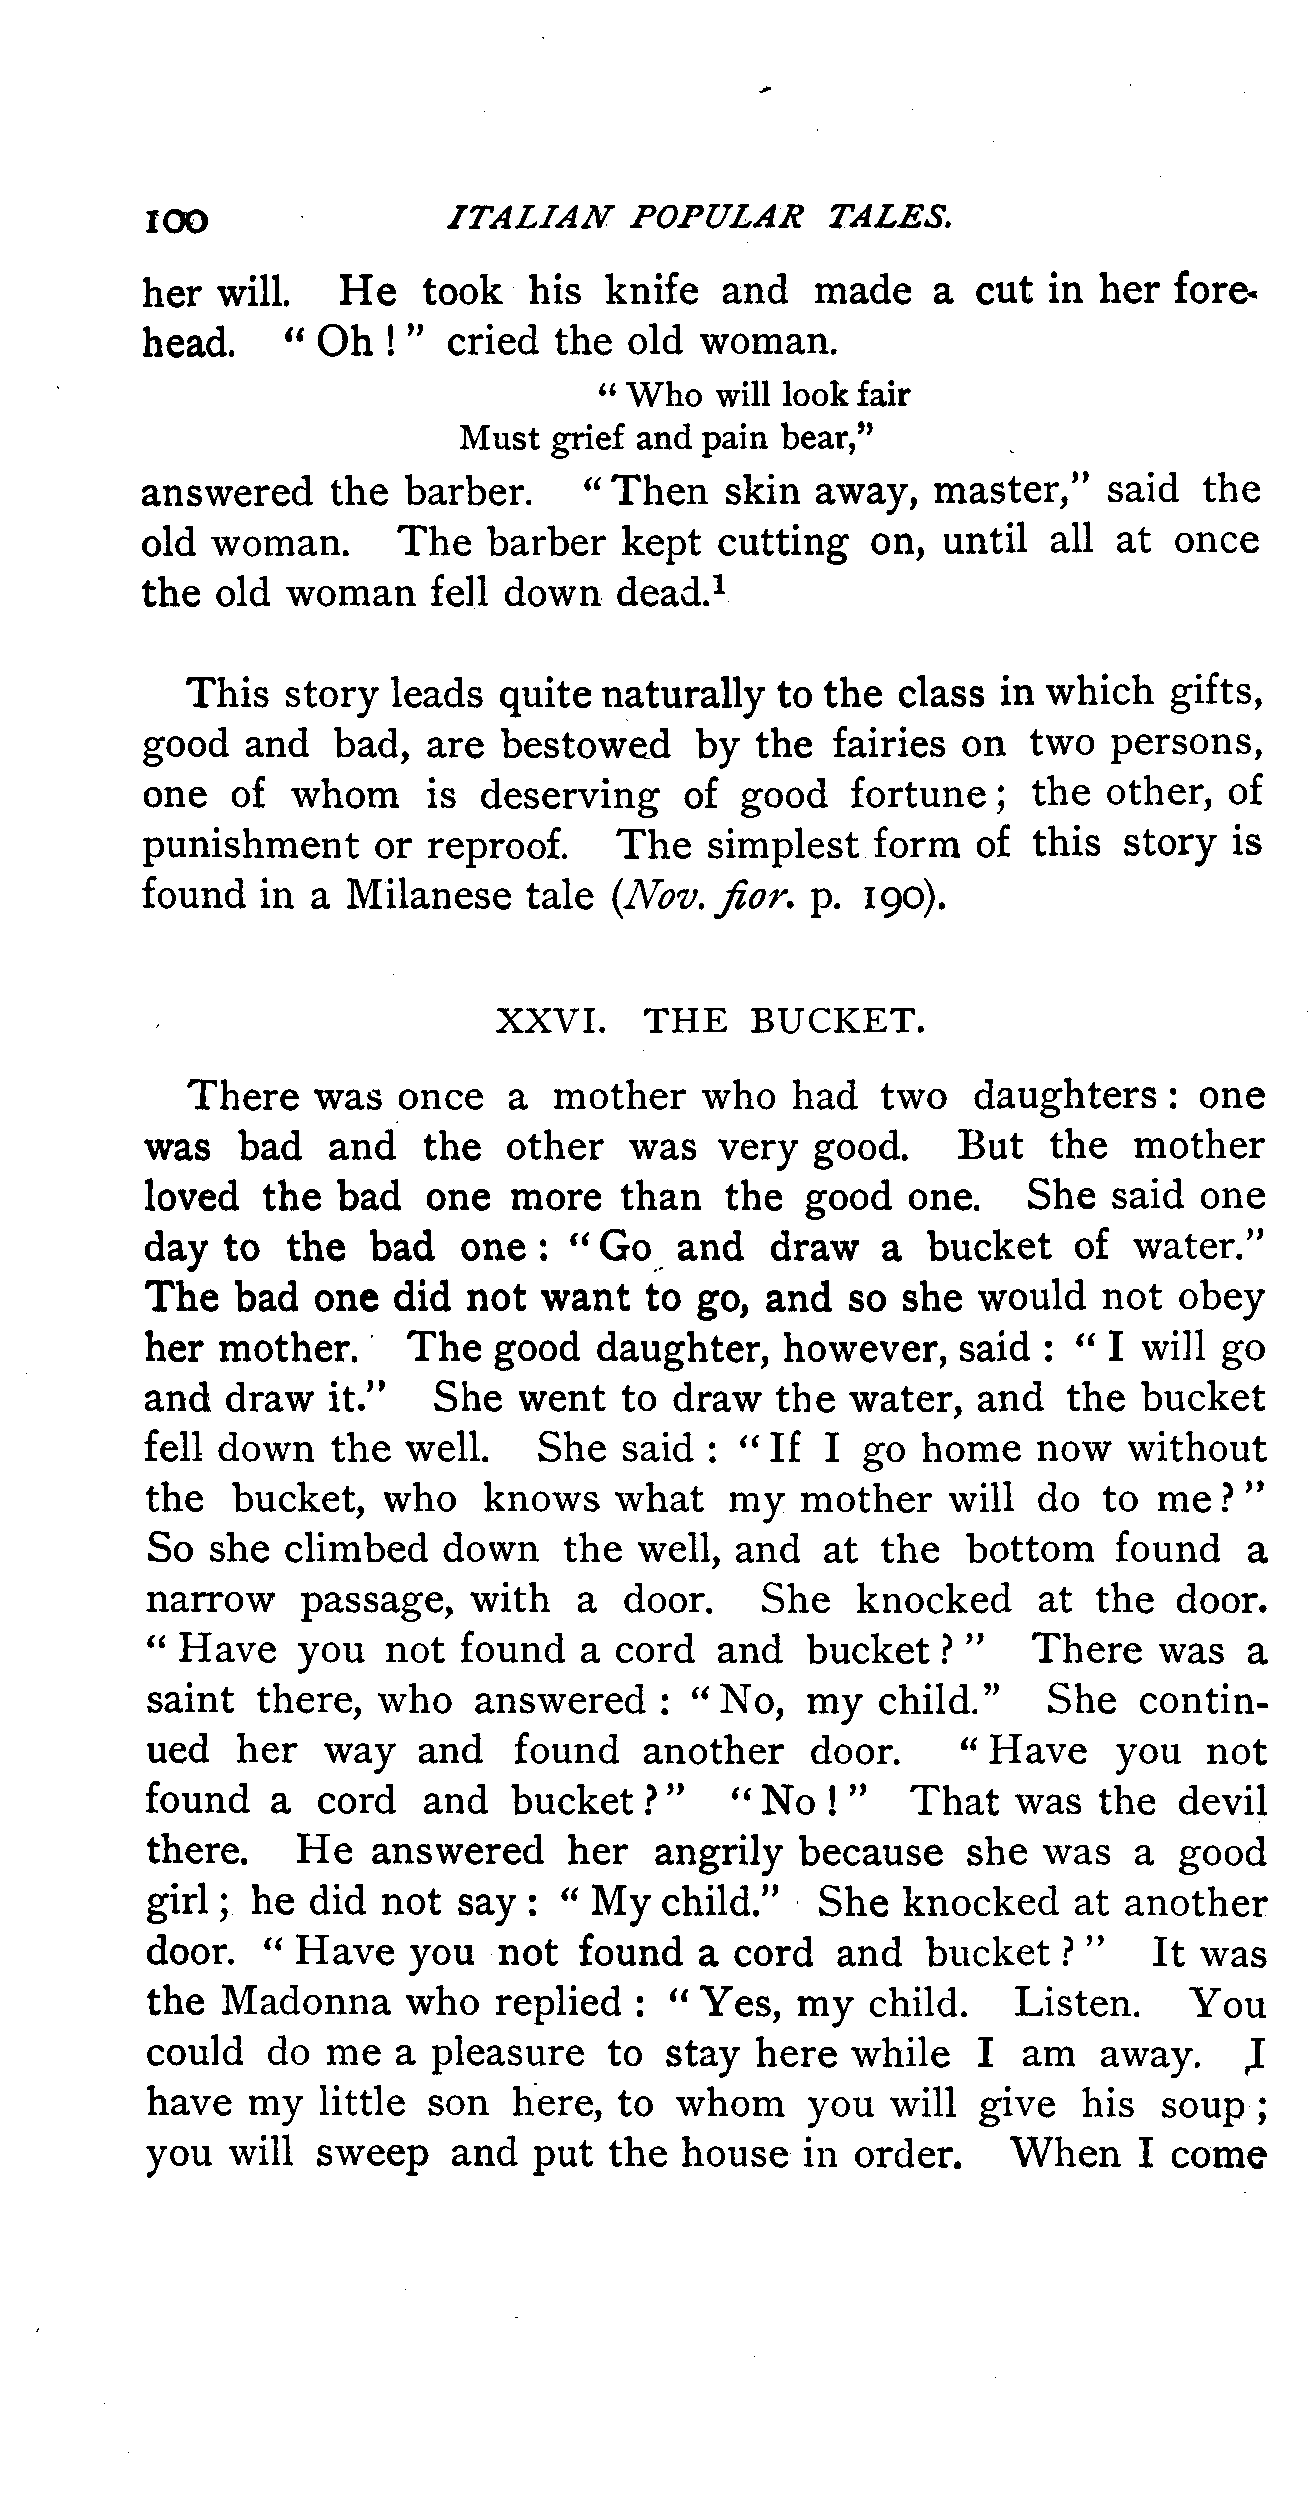 100 ITALIAN POPULAR TALES.
her will. He took his knife and made a cut in her fore-
head. "Oh!" cried the old woman.
"Who will look fair
Must grief and pain bear,"
answered the barber. "Then skin away, master," said the
old woman. The barber kept cutting on, until all at once
the old woman fell down dead.¹
This story leads quite naturally to the class in which gifts,
good and bad, are bestowed by the fairies on two persons,
one of whom is deserving of good fortune; the other, of
punishment or reproof. The simplest form of this story is
found in a Milanese tale (Nov. fior. p. 190).
XXVI. THE BUCKET.
There was once a mother who had two daughters: one
was bad and the other was very good. But the mother
loved the bad one more than the good one. She said one
day to the bad one: "Go and draw a bucket of water."
The bad one did not want to go, and so she would not obey
her mother. The good daughter, however, said: "I will go
and draw it." She went to draw the water, and the bucket
fell down the well. She said: "If I go home now without
the bucket, who knows what my mother will do to me?"
So she climbed down the well, and at the bottom found a
narrow passage, with a door. She knocked at the door.
"Have you not found a cord and bucket?" There was a
saint there, who answered: "No, my child." She contin-
ued her way and found another door. "Have you not
found a cord and bucket?" "No!" That was the devil
there. He answered her angrily because she was a good
girl; he did not say: "My child." She knocked at another
door. "Have you not found a cord and bucket?" It was
the Madonna who replied: "Yes, my child. Listen. You
could do me a pleasure to stay here while I am away. I
have my little son here, to whom you will give his soup;
you will sweep and put the house in order. When I come